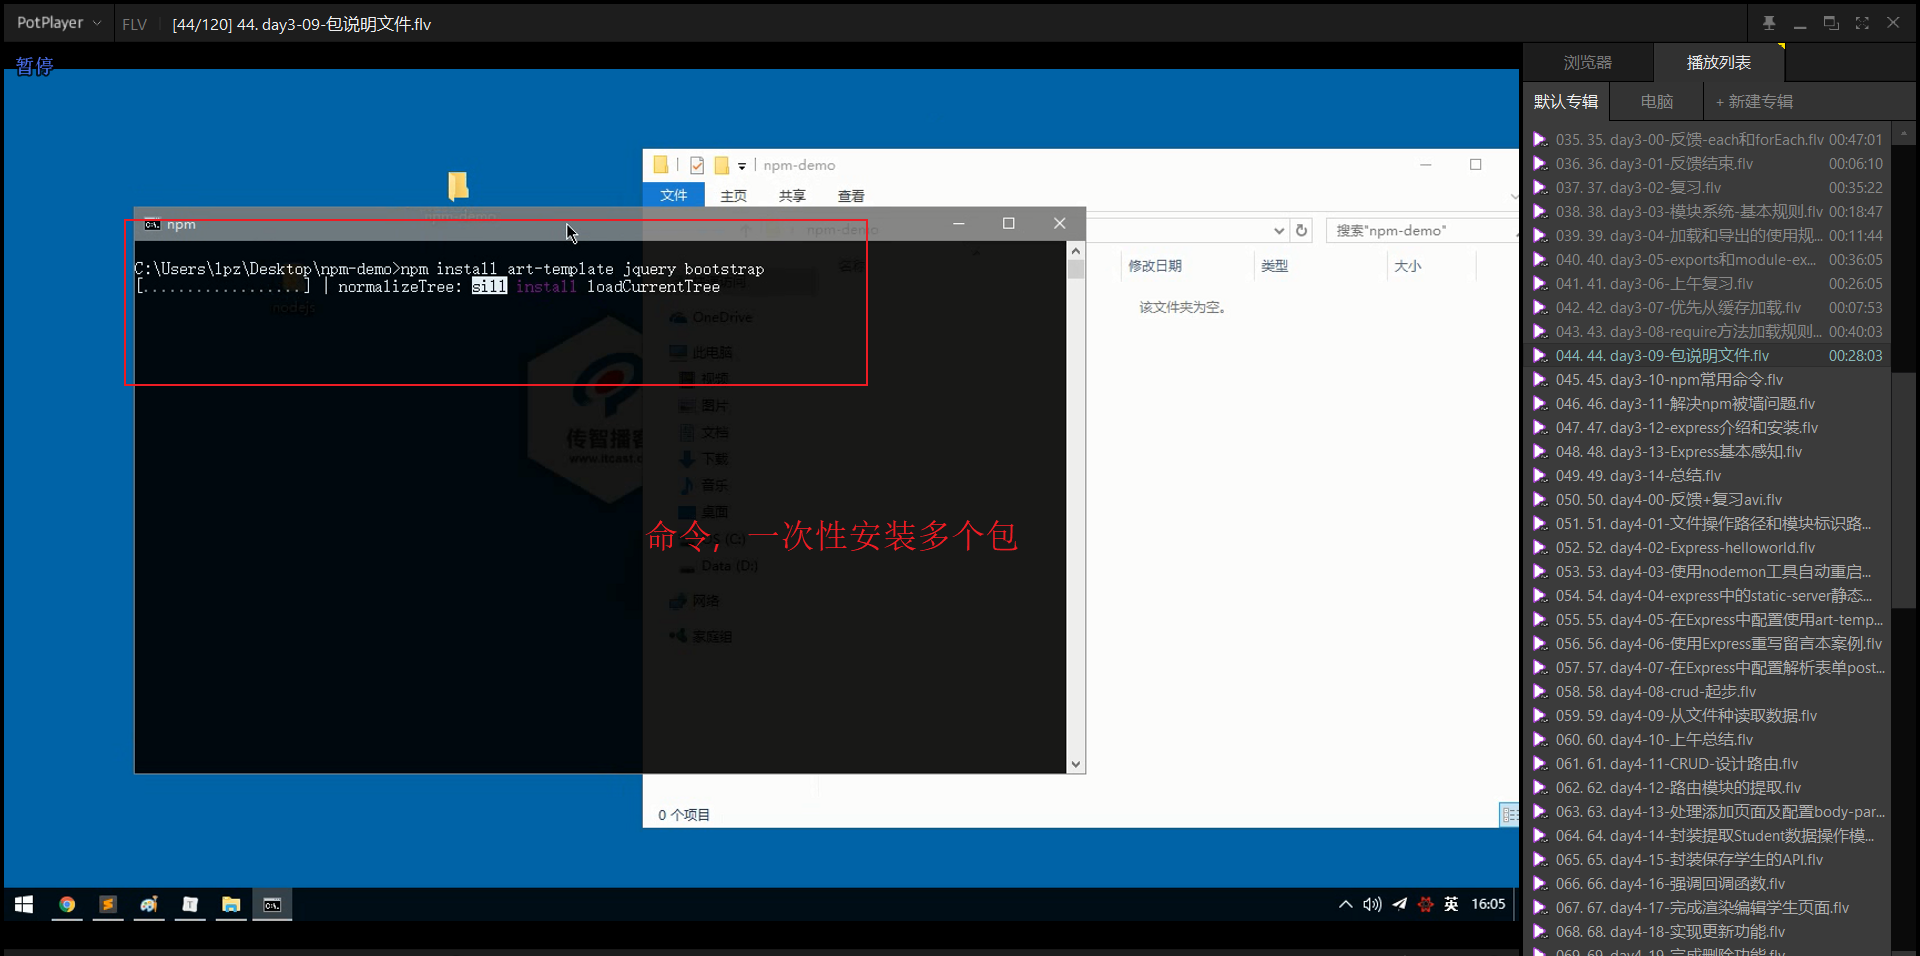 PotPlayer FLV [44/120] 44. day3-09-包说明文件.flv
暂停
npm-demo
文件 主页 共享 查看
npm-demo
npm
npm-demo
搜索"npm-demo"
C:\Users\lpz\Desktop\npm-demo>npm install art-template jquery bootstrap
[..................] | normalizeTree: sill install loadCurrentTree
名称
修改日期 类型 大小
该文件夹为空。
nodejs
OneDrive
此电脑
视频
图片
文档
下载
音乐
桌面
(C:)
Data (D:)
网络
家庭组
传智播客
命令，一次性安装多个包
0 个项目
英 16:05
浏览器 播放列表
默认专辑 电脑 + 新建专辑
035. 35. day3-00-反馈-each和forEach.flv 00:47:01
036. 36. day3-01-反馈结束.flv 00:06:10
037. 37. day3-02-复习.flv 00:35:22
038. 38. day3-03-模块系统-基本规则.flv 00:18:47
039. 39. day3-04-加载和导出的使用规... 00:11:44
040. 40. day3-05-exports和module-ex... 00:36:05
041. 41. day3-06-上午复习.flv 00:26:05
042. 42. day3-07-优先从缓存加载.flv 00:07:53
043. 43. day3-08-require方法加载规则... 00:40:03
044. 44. day3-09-包说明文件.flv 00:28:03
045. 45. day3-10-npm常用命令.flv
046. 46. day3-11-解决npm被墙问题.flv
047. 47. day3-12-express介绍和安装.flv
048. 48. day3-13-Express基本感知.flv
049. 49. day3-14-总结.flv
050. 50. day4-00-反馈+复习avi.flv
051. 51. day4-01-文件操作路径和模块标识路...
052. 52. day4-02-Express-helloworld.flv
053. 53. day4-03-使用nodemon工具自动重启...
054. 54. day4-04-express中的static-server静态...
055. 55. day4-05-在Express中配置使用art-temp...
056. 56. day4-06-使用Express重写留言本案例.flv
057. 57. day4-07-在Express中配置解析表单post...
058. 58. day4-08-crud-起步.flv
059. 59. day4-09-从文件种读取数据.flv
060. 60. day4-10-上午总结.flv
061. 61. day4-11-CRUD-设计路由.flv
062. 62. day4-12-路由模块的提取.flv
063. 63. day4-13-处理添加页面及配置body-par...
064. 64. day4-14-封装提取Student数据操作模...
065. 65. day4-15-封装保存学生的API.flv
066. 66. day4-16-强调回调函数.flv
067. 67. day4-17-完成渲染编辑学生页面.flv
068. 68. day4-18-实现更新功能.flv
069. 69. day4-19-完成删除功能.flv